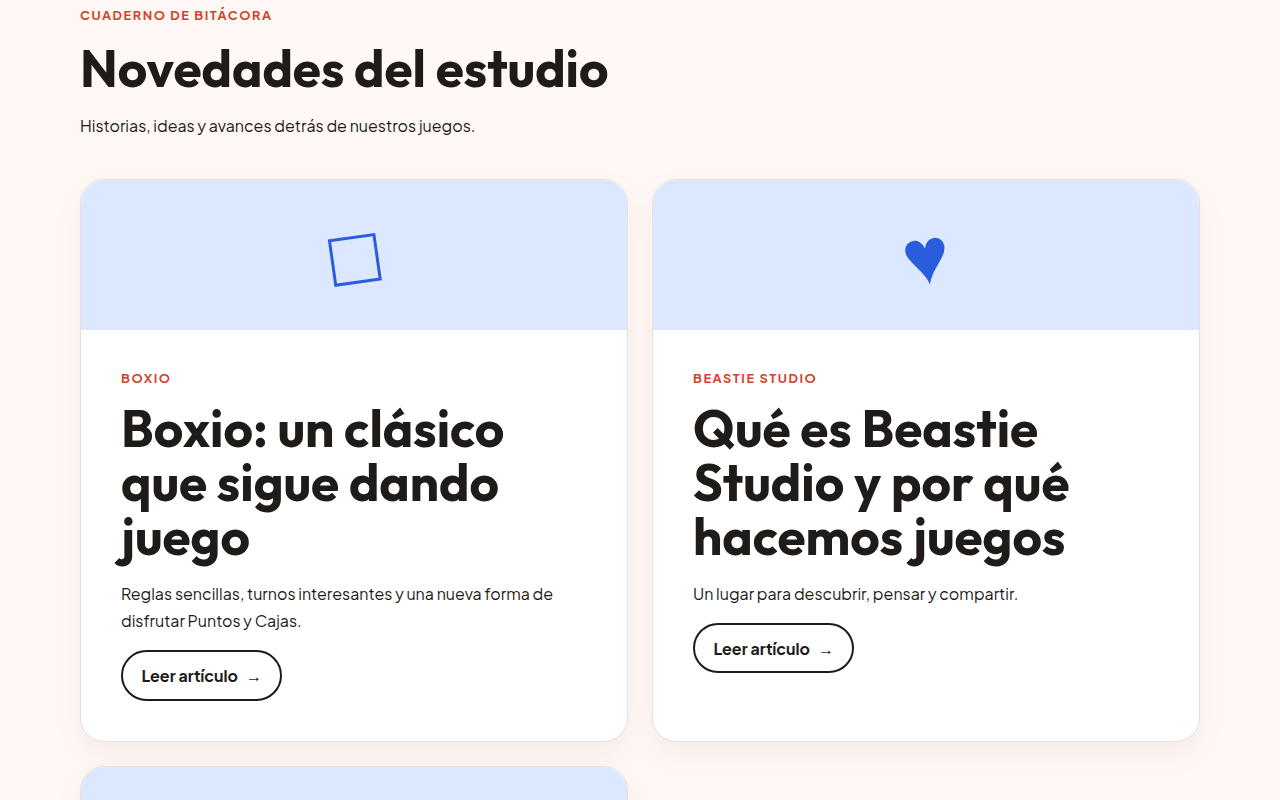 CUADERNO DE BITÁCORA
Novedades del estudio
Historias, ideas y avances detrás de nuestros juegos.
BOXIO
Boxio: un clásico
que sigue dando
juego
Reglas sencillas, turnos interesantes y una nueva forma de
disfrutar Puntos y Cajas.
Leer artículo →
BEASTIE STUDIO
Qué es Beastie
Studio y por qué
hacemos juegos
Un lugar para descubrir, pensar y compartir.
Leer artículo →